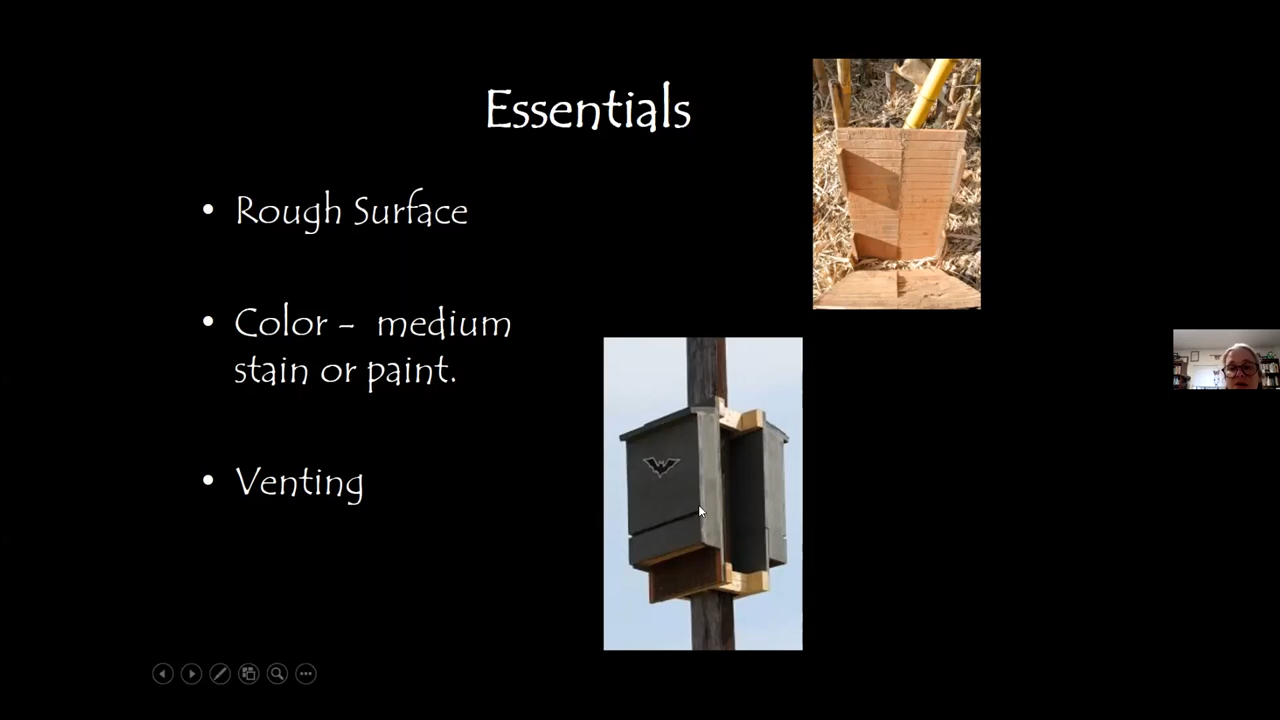 Essentials
• Rough Surface
• Color - medium
stain or paint.
• Venting